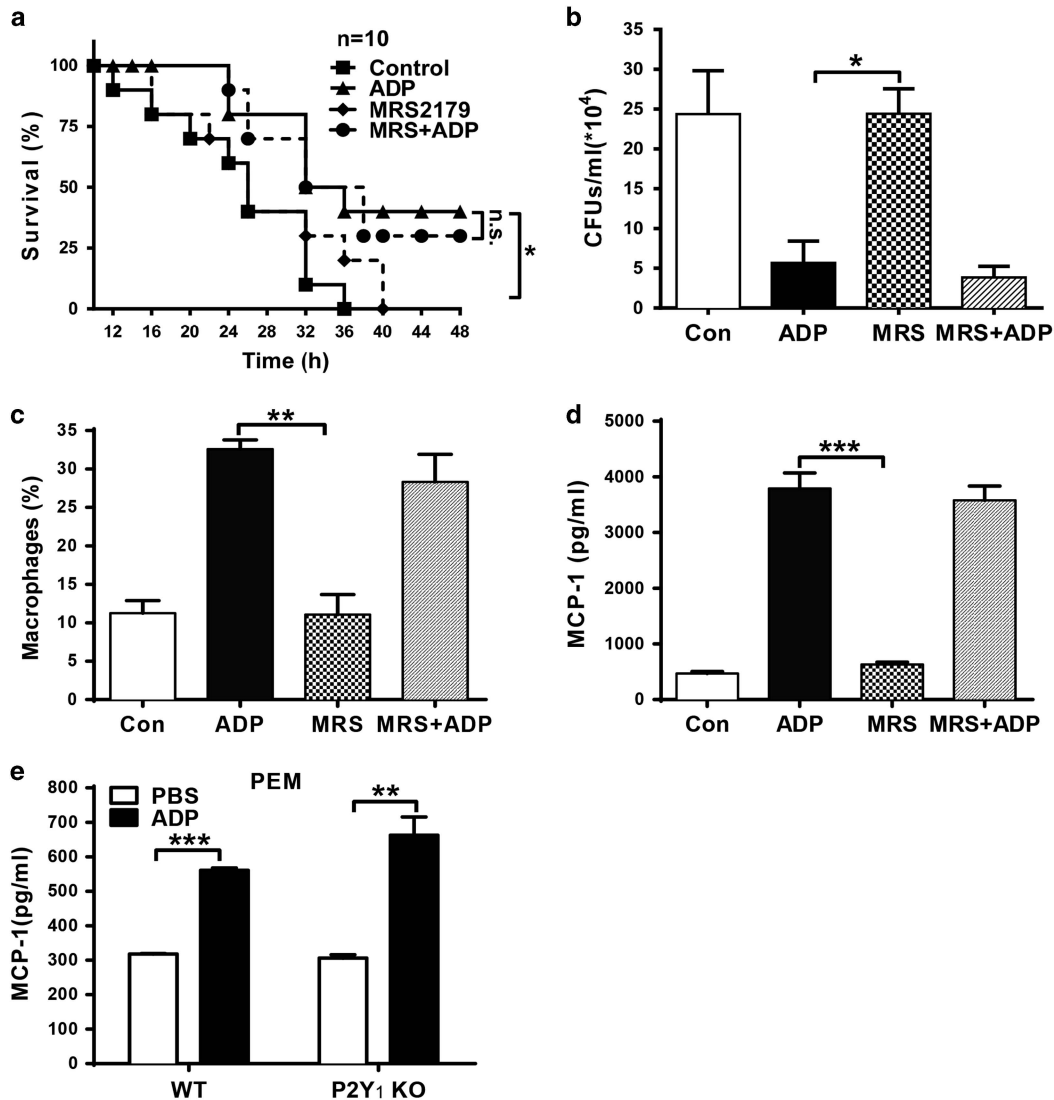 a
n=10
Control
ADP
MRS2179
MRS+ADP
Survival (%)
100
75
50
25
0
12 16 20 24 28 32 36 40 44 48
Time (h)
n.s.
*
b
CFUs/ml(*10⁴)
35
30
25
20
15
10
5
0
*
Con ADP MRS MRS+ADP
c
Macrophages (%)
35
30
25
20
15
10
5
0
**
Con ADP MRS MRS+ADP
d
MCP-1 (pg/ml)
5000
4000
3000
2000
1000
0
***
Con ADP MRS MRS+ADP
e
PEM
PBS
ADP
MCP-1(pg/ml)
800
700
600
500
400
300
200
100
0
***
**
WT P2Y₁ KO